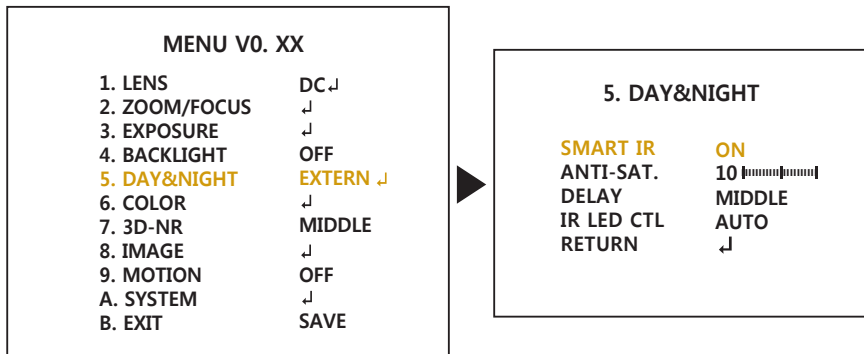 MENU V0. XX
1. LENS DC↲
2. ZOOM/FOCUS ↲
3. EXPOSURE ↲
4. BACKLIGHT OFF
5. DAY&NIGHT EXTERN ↲
6. COLOR ↲
7. 3D-NR MIDDLE
8. IMAGE ↲
9. MOTION OFF
A. SYSTEM ↲
B. EXIT SAVE
5. DAY&NIGHT
SMART IR ON
ANTI-SAT. 10
DELAY MIDDLE
IR LED CTL AUTO
RETURN ↲